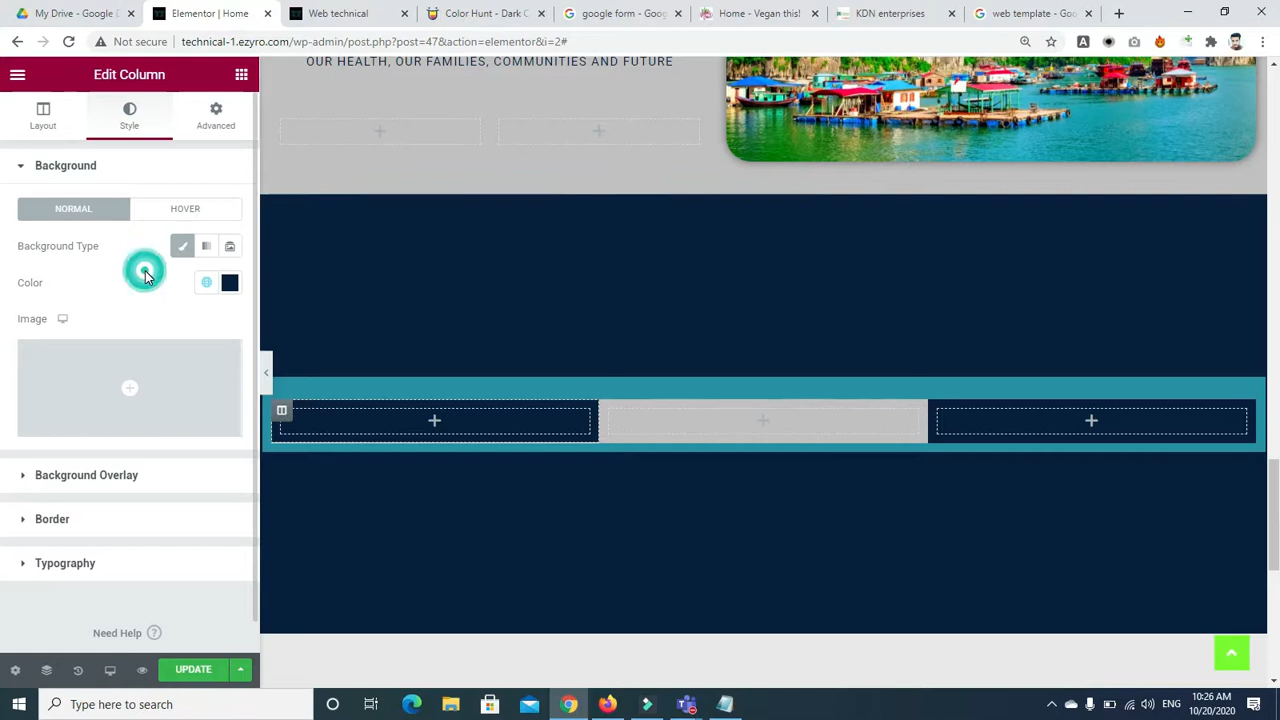 My Drive - Google Drive
Elementor | Home
Web technical
Color Hunt - Dark C
google form - Goog
Home - Vegan this!
KDN enterprises
web template - Goo
Not secure
technical-1.ezyro.com/wp-admin/post.php?post=47&action=elementor&i=2#
Edit Column
Layout
Style
Advanced
Background
NORMAL
HOVER
Background Type
Color
Image
Background Overlay
Border
Typography
Need Help ?
UPDATE
OUR HEALTH, OUR FAMILIES, COMMUNITIES AND FUTURE
Type here to search
ENG
10:26 AM
10/20/2020